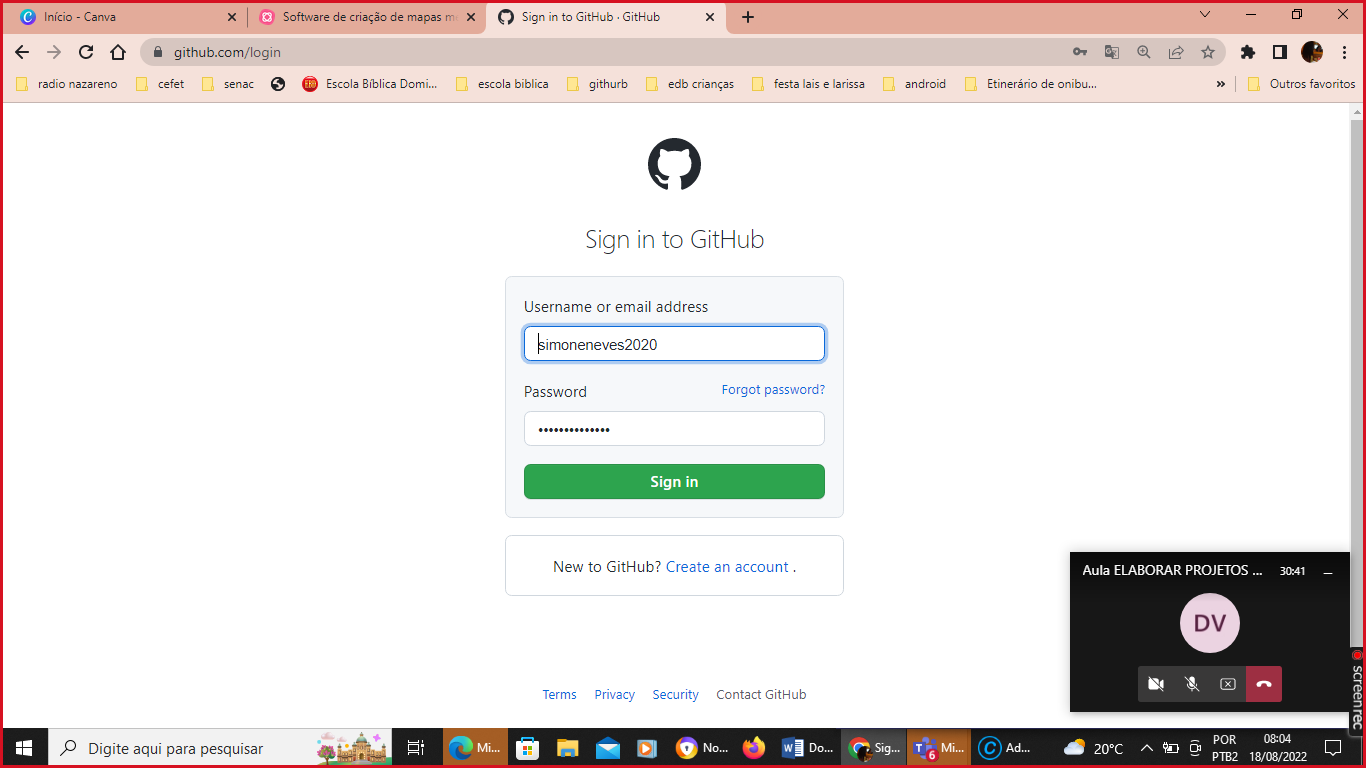 Início - Canva
Software de criação de mapas m
Sign in to GitHub · GitHub
github.com/login
radio nazareno
cefet
senac
EBD
Escola Bíblica Domi...
escola biblica
githurb
edb crianças
festa lais e larissa
android
Etinerário de onibu...
»
Outros favoritos
Sign in to GitHub
Username or email address
simoneneves2020
Password
Forgot password?
••••••••••••••
Sign in
New to GitHub? Create an account .
Aula ELABORAR PROJETOS ...
30:41
DV
screenrec
Terms
Privacy
Security
Contact GitHub
Digite aqui para pesquisar
Mi...
No...
Do...
Sig...
6
Mi...
Ad...
20°C
POR
PTB2
08:04
18/08/2022